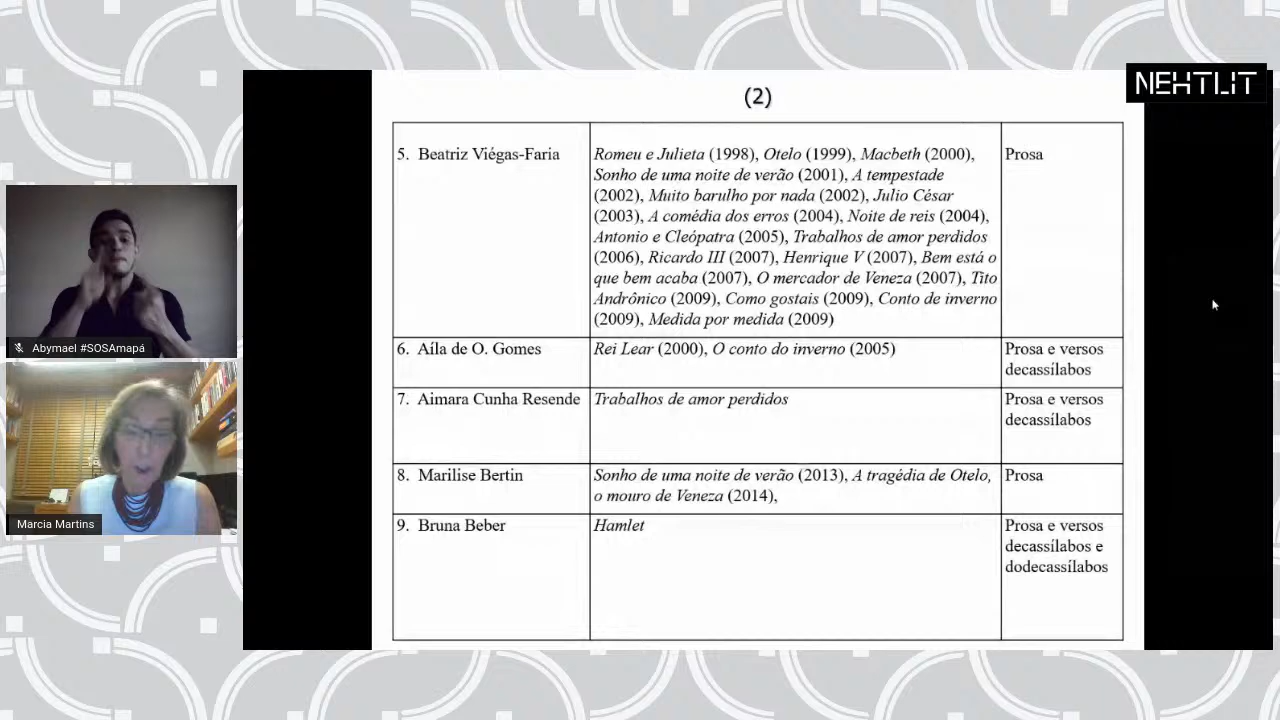 NEHTLIT
(2)
5. Beatriz Viégas-Faria
Romeu e Julieta (1998), Otelo (1999), Macbeth (2000),
Sonho de uma noite de verão (2001), A tempestade
(2002), Muito barulho por nada (2002), Julio César
(2003), A comédia dos erros (2004), Noite de reis (2004),
Antonio e Cleópatra (2005), Trabalhos de amor perdidos
(2006), Ricardo III (2007), Henrique V (2007), Bem está o
que bem acaba (2007), O mercador de Veneza (2007), Tito
Andrônico (2009), Como gostais (2009), Conto de inverno
(2009), Medida por medida (2009)
Prosa
6. Aíla de O. Gomes
Rei Lear (2000), O conto do inverno (2005)
Prosa e versos
decassílabos
7. Aimara Cunha Resende
Trabalhos de amor perdidos
Prosa e versos
decassílabos
8. Marilise Bertin
Sonho de uma noite de verão (2013), A tragédia de Otelo,
o mouro de Veneza (2014),
Prosa
9. Bruna Beber
Hamlet
Prosa e versos
decassílabos e
dodecassílabos
Abymael #SOSAmapá
Marcia Martins